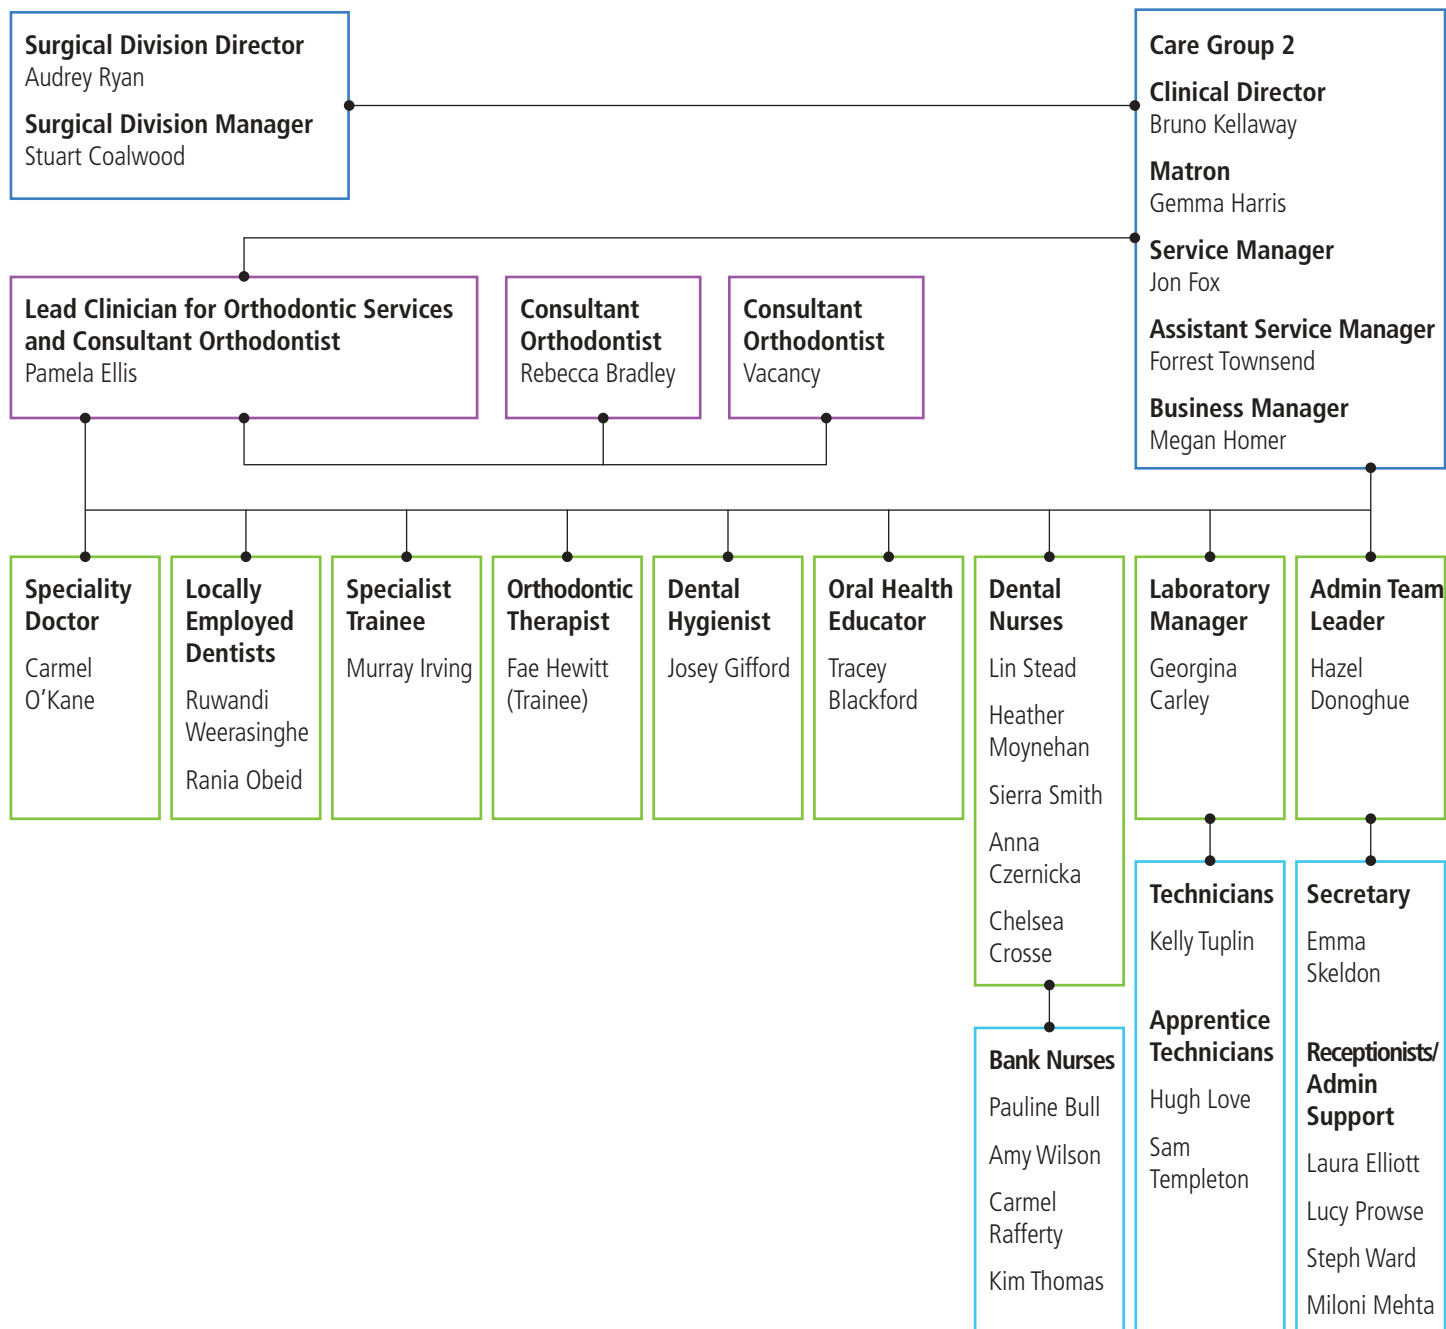 Surgical Division Director
Audrey Ryan
Surgical Division Manager
Stuart Coalwood
Care Group 2
Clinical Director
Bruno Kellaway
Matron
Gemma Harris
Service Manager
Jon Fox
Assistant Service Manager
Forrest Townsend
Business Manager
Megan Homer
Lead Clinician for Orthodontic Services
and Consultant Orthodontist
Pamela Ellis
Consultant
Orthodontist
Rebecca Bradley
Consultant
Orthodontist
Vacancy
Speciality
Doctor
Carmel
O'Kane
Locally
Employed
Dentists
Ruwandi
Weerasinghe
Rania Obeid
Specialist
Trainee
Murray Irving
Orthodontic
Therapist
Fae Hewitt
(Trainee)
Dental
Hygienist
Josey Gifford
Oral Health
Educator
Tracey
Blackford
Dental
Nurses
Lin Stead
Heather
Moynehan
Sierra Smith
Anna
Czernicka
Chelsea
Crosse
Laboratory
Manager
Georgina
Carley
Admin Team
Leader
Hazel
Donoghue
Bank Nurses
Pauline Bull
Amy Wilson
Carmel
Rafferty
Kim Thomas
Technicians
Kelly Tuplin
Apprentice
Technicians
Hugh Love
Sam
Templeton
Secretary
Emma
Skeldon
Receptionists/
Admin
Support
Laura Elliott
Lucy Prowse
Steph Ward
Miloni Mehta